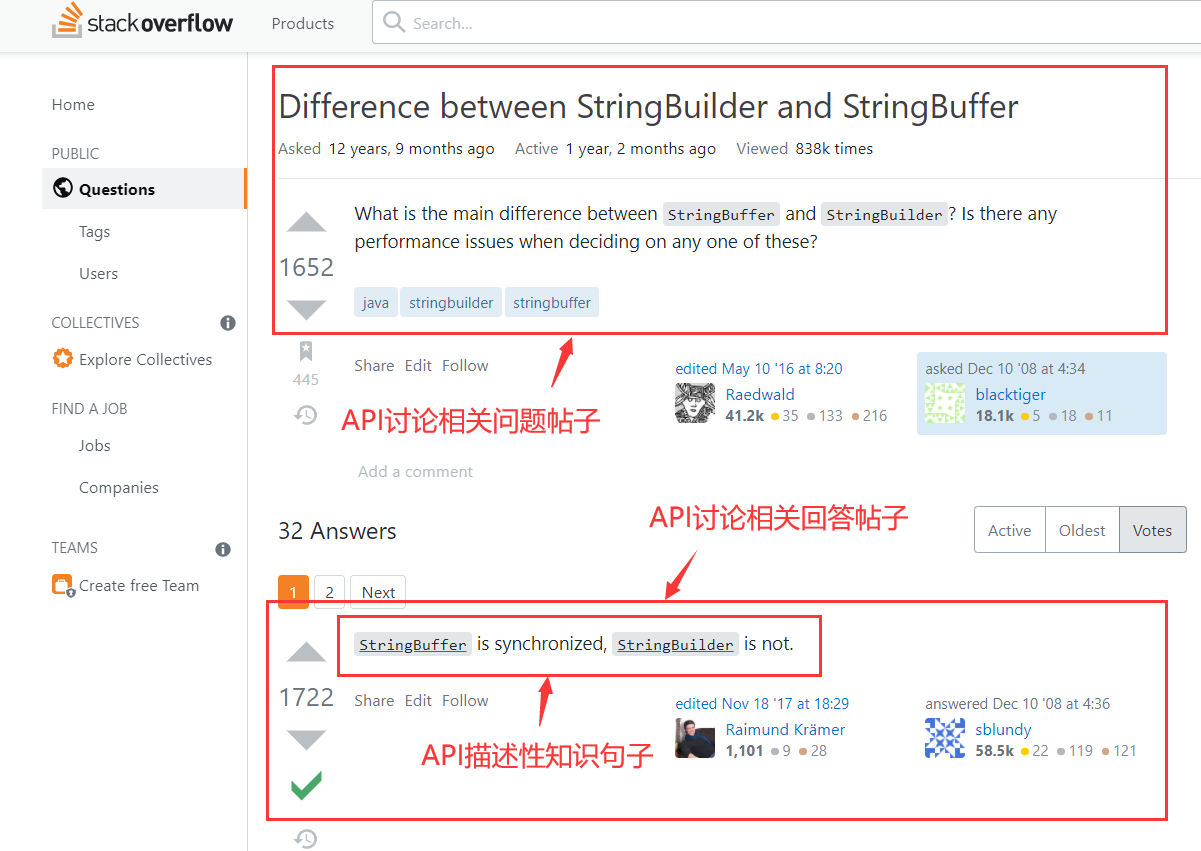 stackoverflow
Products
Search...
Home
PUBLIC
Questions
Tags
Users
COLLECTIVES
Explore Collectives
FIND A JOB
Jobs
Companies
TEAMS
Create free Team
Difference between StringBuilder and StringBuffer
Asked 12 years, 9 months ago Active 1 year, 2 months ago Viewed 838k times
What is the main difference between StringBuffer and StringBuilder? Is there any
performance issues when deciding on any one of these?
1652
java stringbuilder stringbuffer
445
Share Edit Follow
edited May 10 '16 at 8:20
Raedwald
41.2k 35 133 216
asked Dec 10 '08 at 4:34
blacktiger
18.1k 5 18 11
API讨论相关问题帖子
Add a comment
API讨论相关回答帖子
32 Answers
Active Oldest Votes
1 2 Next
StringBuffer is synchronized, StringBuilder is not.
1722
Share Edit Follow
edited Nov 18 '17 at 18:29
Raimund Krämer
1,101 9 28
answered Dec 10 '08 at 4:36
sblundy
58.5k 22 119 121
API描述性知识句子